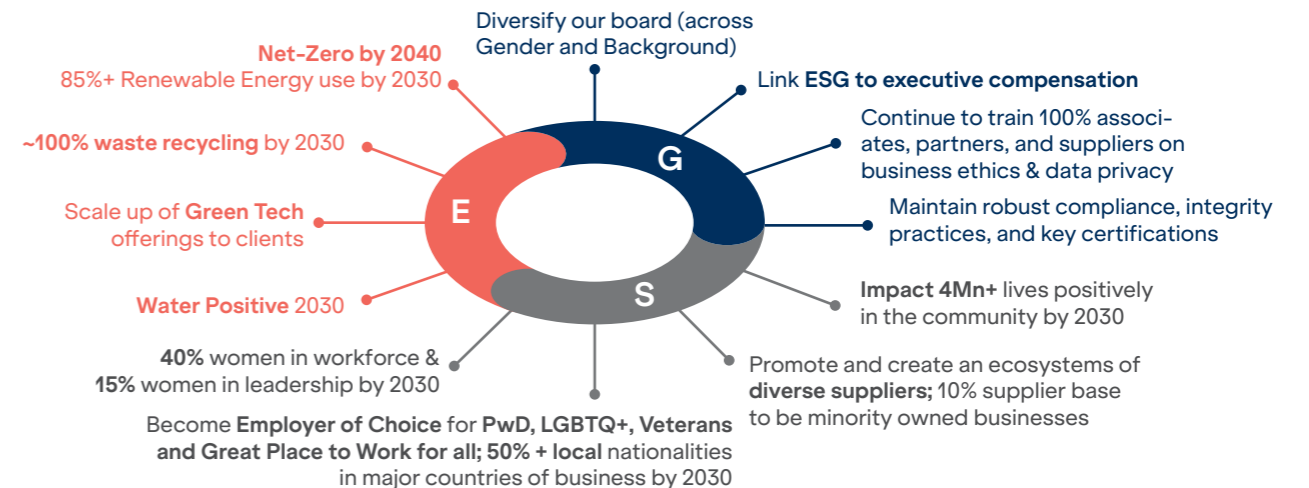 Diversify our board (across
Gender and Background)
Net-Zero by 2040
85%+ Renewable Energy use by 2030
Link ESG to executive compensation
~100% waste recycling by 2030
Continue to train 100% associ-
ates, partners, and suppliers on
business ethics & data privacy
G
E
Scale up of Green Tech
offerings to clients
Maintain robust compliance, integrity
practices, and key certifications
S
Water Positive 2030
Impact 4Mn+ lives positively
in the community by 2030
40% women in workforce &
15% women in leadership by 2030
Promote and create an ecosystems of
diverse suppliers; 10% supplier base
to be minority owned businesses
Become Employer of Choice for PwD, LGBTQ+, Veterans
and Great Place to Work for all; 50% + local nationalities
in major countries of business by 2030